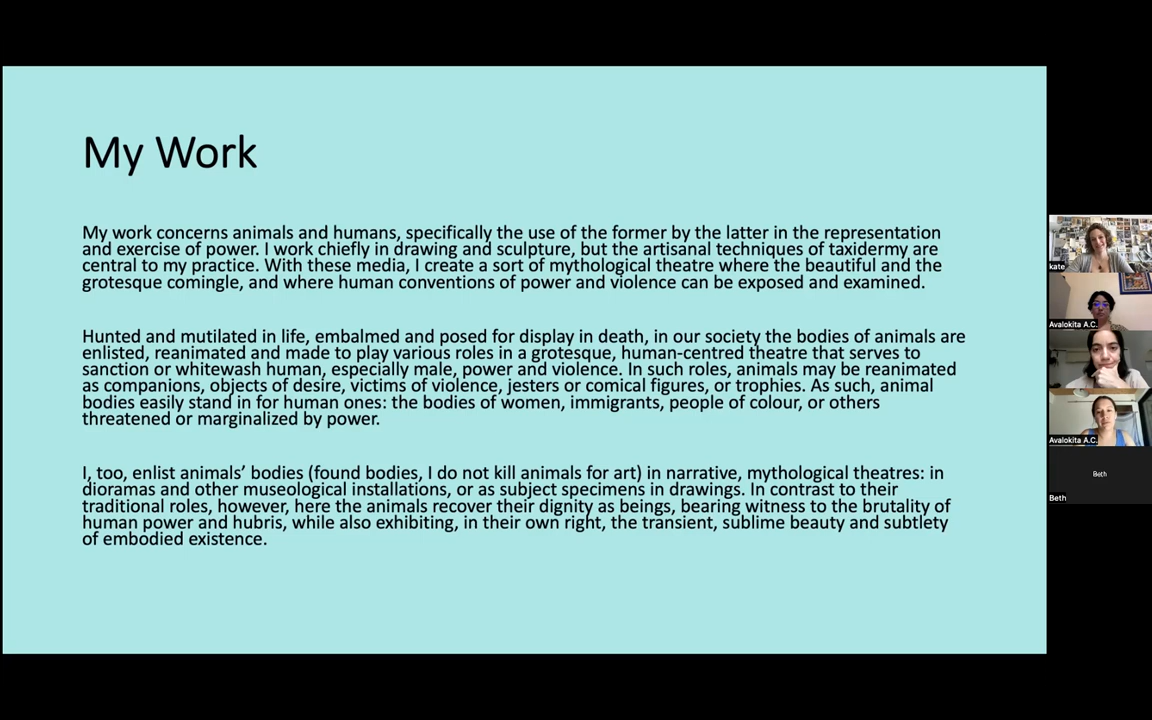 My Work
My work concerns animals and humans, specifically the use of the former by the latter in the representation
and exercise of power. I work chiefly in drawing and sculpture, but the artisanal techniques of taxidermy are
central to my practice. With these media, I create a sort of mythological theatre where the beautiful and the
grotesque comingle, and where human conventions of power and violence can be exposed and examined.
Hunted and mutilated in life, embalmed and posed for display in death, in our society the bodies of animals are
enlisted, reanimated and made to play various roles in a grotesque, human-centred theatre that serves to
sanction or whitewash human, especially male, power and violence. In such roles, animals may be reanimated
as companions, objects of desire, victims of violence, jesters or comical figures, or trophies. As such, animal
bodies easily stand in for human ones: the bodies of women, immigrants, people of colour, or others
threatened or marginalized by power.
I, too, enlist animals’ bodies (found bodies, I do not kill animals for art) in narrative, mythological theatres: in
dioramas and other museological installations, or as subject specimens in drawings. In contrast to their
traditional roles, however, here the animals recover their dignity as beings, bearing witness to the brutality of
human power and hubris, while also exhibiting, in their own right, the transient, sublime beauty and subtlety
of embodied existence.
kate
Avalokita A.C.
Avalokita A.C.
Beth
Beth